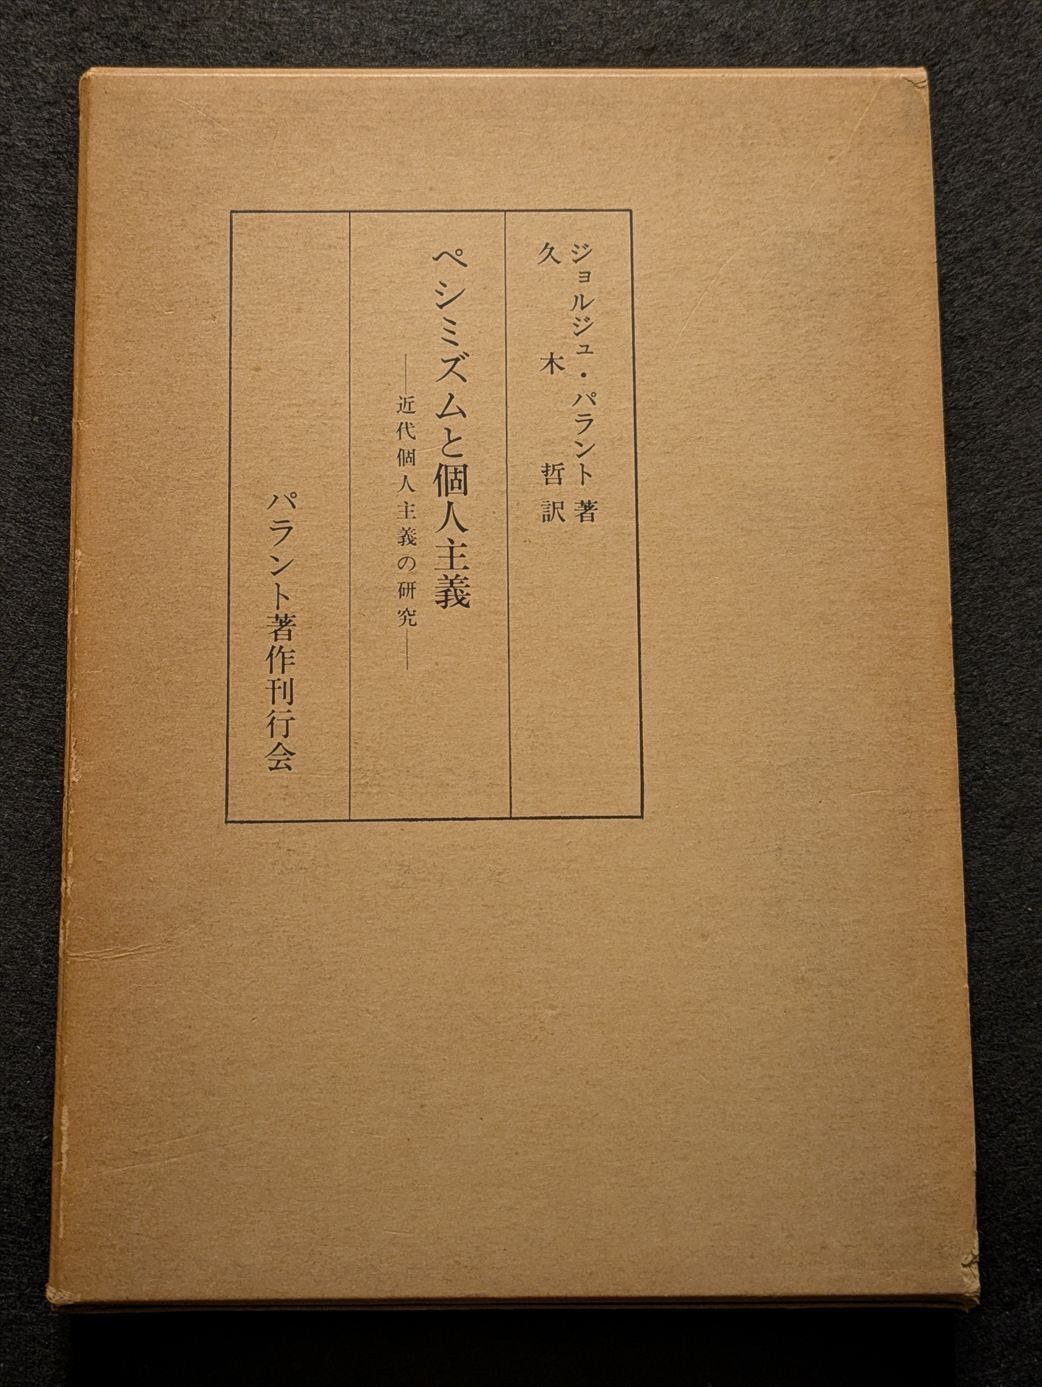 ジョルジュ・パラント著
久木哲訳
ペシミズムと個人主義
――近代個人主義の研究――
パラント著作刊行会